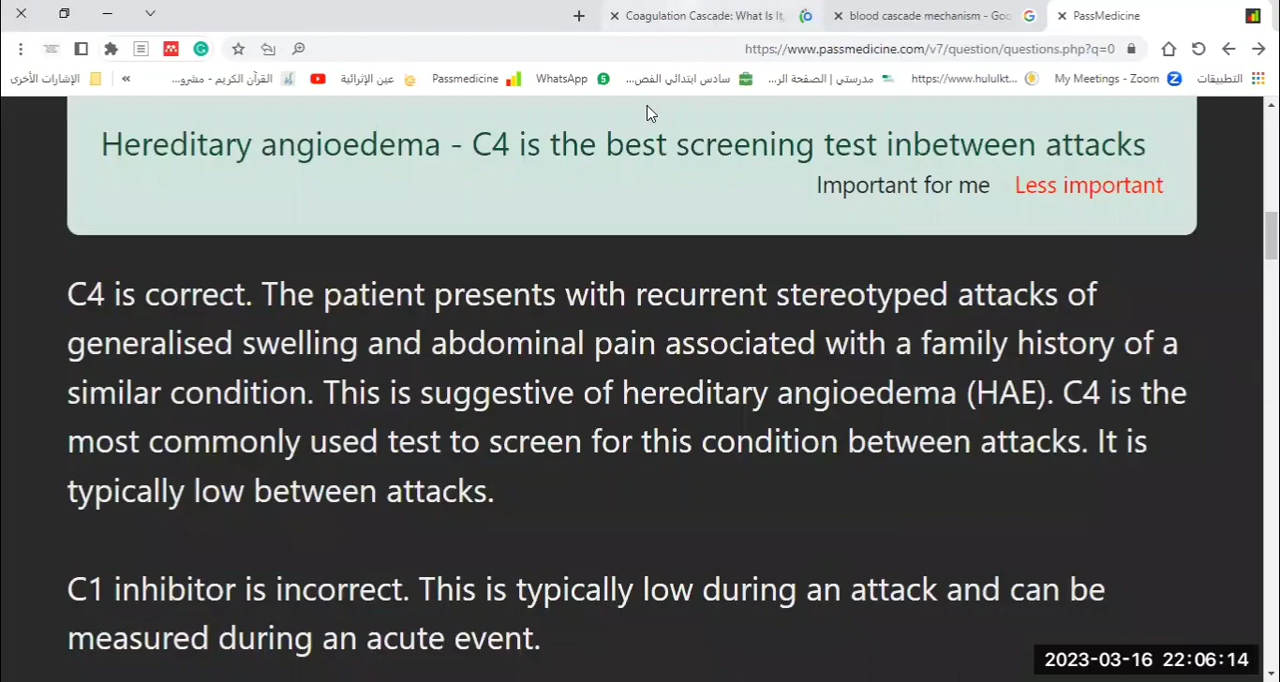 Coagulation Cascade: What Is It,
blood cascade mechanism - Goo
PassMedicine
https://www.passmedicine.com/v7/question/questions.php?q=0
الإشارات الأخرى
»
القرآن الكريم - مشرو...
عين الإثرائية
Passmedicine
WhatsApp
سادس ابتدائي الفص...
مدرستي | الصفحة الر...
https://www.hululkt...
My Meetings - Zoom
التطبيقات
Hereditary angioedema - C4 is the best screening test inbetween attacks
Important for me Less important
C4 is correct. The patient presents with recurrent stereotyped attacks of
generalised swelling and abdominal pain associated with a family history of a
similar condition. This is suggestive of hereditary angioedema (HAE). C4 is the
most commonly used test to screen for this condition between attacks. It is
typically low between attacks.
C1 inhibitor is incorrect. This is typically low during an attack and can be
measured during an acute event.
2023-03-16 22:06:14